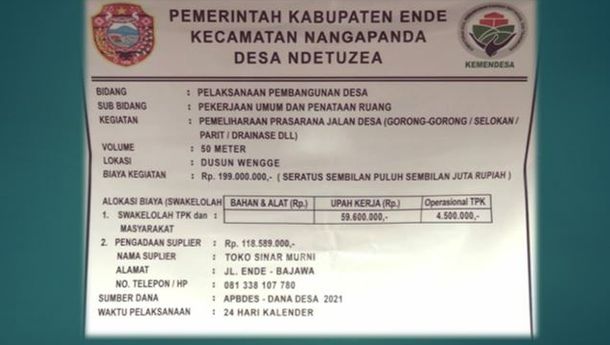 PEMERINTAH KABUPATEN ENDE
KECAMATAN NANGAPANDA
DESA NDETUZEA
KEMENDESA
BIDANG : PELAKSANAAN PEMBANGUNAN DESA
SUB BIDANG : PEKERJAAN UMUM DAN PENATAAN RUANG
KEGIATAN : PEMELIHARAAN PRASARANA JALAN DESA (GORONG-GORONG / SELOKAN /
PARIT / DRAINASE DLL)
VOLUME : 50 METER
LOKASI : DUSUN WENGGE
BIAYA KEGIATAN : Rp. 199.000.000,- ( SERATUS SEMBILAN PULUH SEMBILAN JUTA RUPIAH )
ALOKASI BIAYA (SWAKELOLAH BAHAN & ALAT (Rp.) UPAH KERJA (Rp.) Operasional TPK
1. SWAKELOLAH TPK dan : 59.600.000,- 4.500.000,-
MASYARAKAT
2. PENGADAAN SUPLIER : Rp. 118.589.000,-
NAMA SUPLIER : TOKO SINAR MURNI
ALAMAT : JL. ENDE - BAJAWA
NO. TELEPON / HP : 081 338 107 780
SUMBER DANA : APBDES - DANA DESA 2021
WAKTU PELAKSANAAN : 24 HARI KALENDER